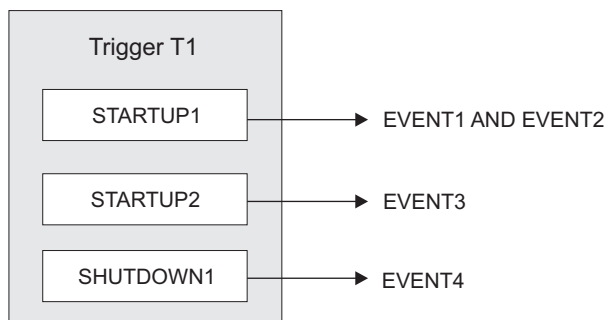 Trigger T1
STARTUP1
EVENT1 AND EVENT2
STARTUP2
EVENT3
SHUTDOWN1
EVENT4